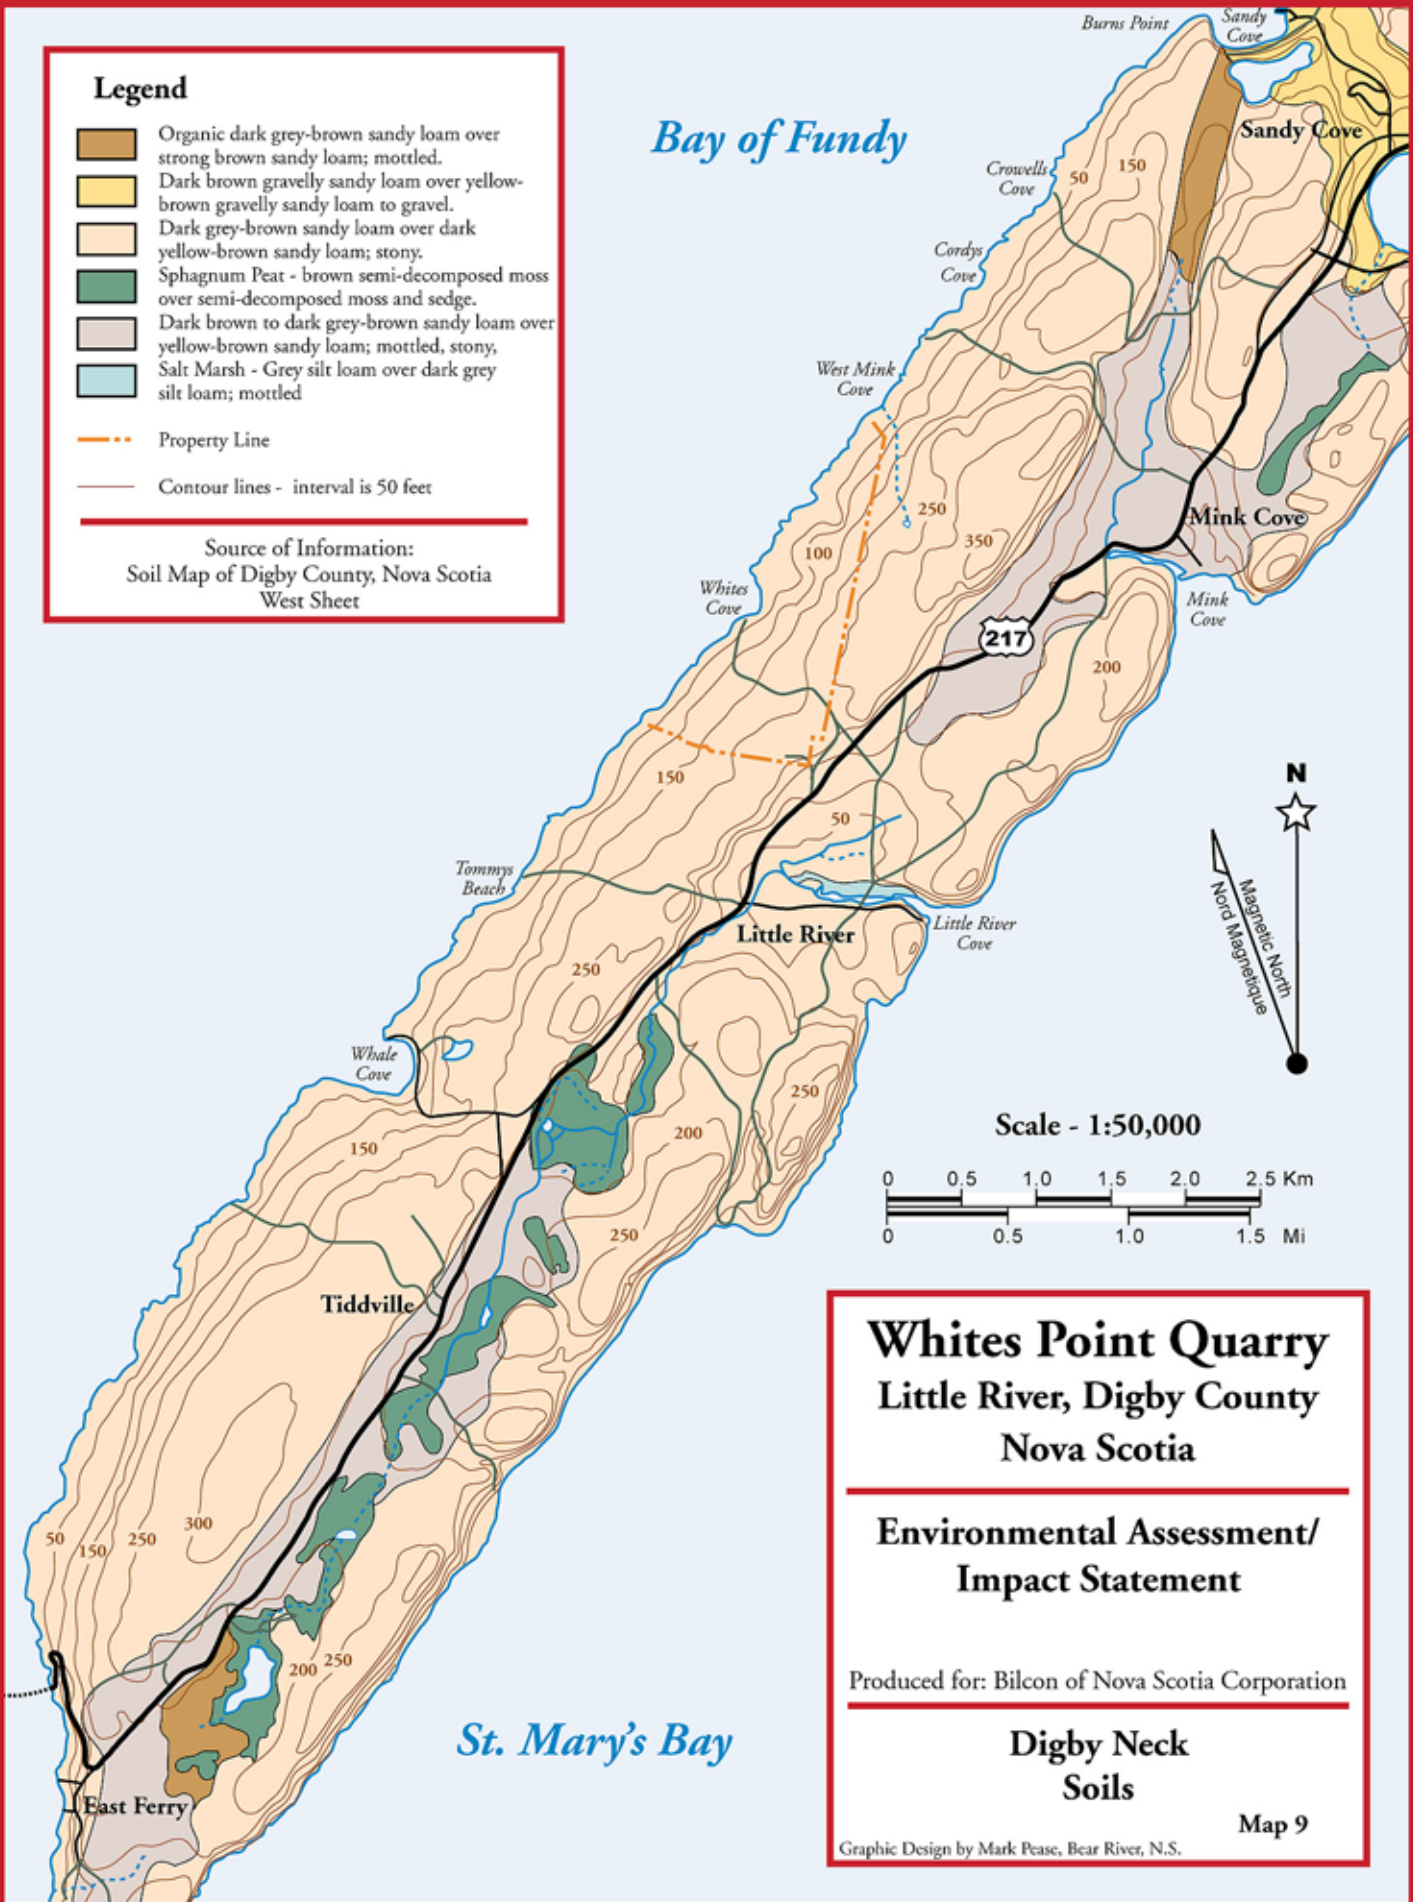 Legend
Organic dark grey-brown sandy loam over
strong brown sandy loam; mottled.
Dark brown gravelly sandy loam over yellow-
brown gravelly sandy loam to gravel.
Dark grey-brown sandy loam over dark
yellow-brown sandy loam; stony.
Sphagnum Peat - brown semi-decomposed moss
over semi-decomposed moss and sedge.
Dark brown to dark grey-brown sandy loam over
yellow-brown sandy loam; mottled, stony,
Salt Marsh - Grey silt loam over dark grey
silt loam; mottled
Property Line
Contour lines - interval is 50 feet
Source of Information:
Soil Map of Digby County, Nova Scotia
West Sheet
Burns Point
Sandy
Cove
Bay of Fundy
Sandy Cove
Crowells
Cove
50
150
Cordys
Cove
West Mink
Cove
250
350
100
Mink Cove
Whites
Cove
Mink
Cove
217
200
150
50
N
Magnetic North
Nord Magnetique
Tommys
Beach
Little River
Little River
Cove
250
Whale
Cove
250
200
150
250
Scale - 1:50,000
0 0.5 1.0 1.5 2.0 2.5 Km
0 0.5 1.0 1.5 Mi
Tiddville
300
50
150
250
200
250
St. Mary's Bay
East Ferry
Whites Point Quarry
Little River, Digby County
Nova Scotia
Environmental Assessment/
Impact Statement
Produced for: Bilcon of Nova Scotia Corporation
Digby Neck
Soils
Map 9
Graphic Design by Mark Pease, Bear River, N.S.